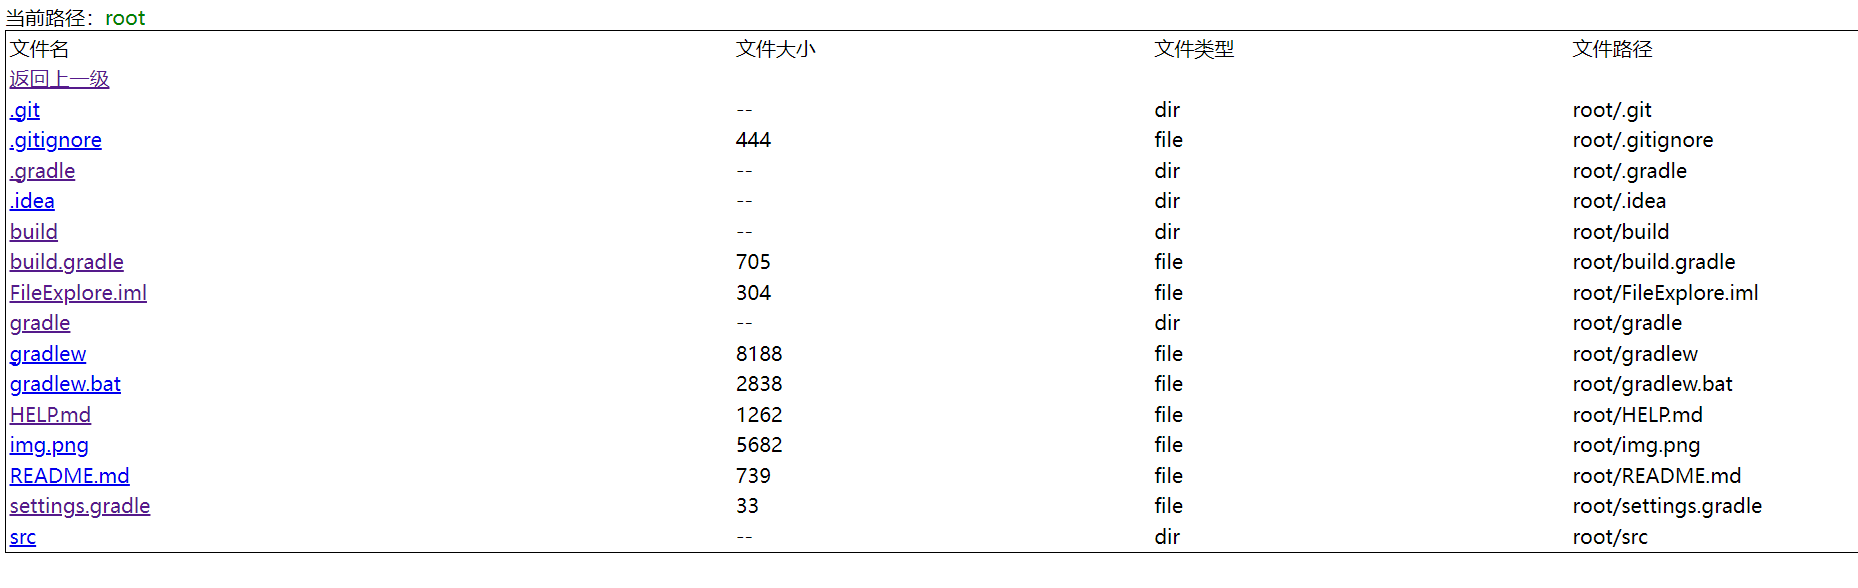 当前路径：root
文件名 文件大小 文件类型 文件路径
返回上一级
.git -- dir root/.git
.gitignore 444 file root/.gitignore
.gradle -- dir root/.gradle
.idea -- dir root/.idea
build -- dir root/build
build.gradle 705 file root/build.gradle
FileExplore.iml 304 file root/FileExplore.iml
gradle -- dir root/gradle
gradlew 8188 file root/gradlew
gradlew.bat 2838 file root/gradlew.bat
HELP.md 1262 file root/HELP.md
img.png 5682 file root/img.png
README.md 739 file root/README.md
settings.gradle 33 file root/settings.gradle
src -- dir root/src